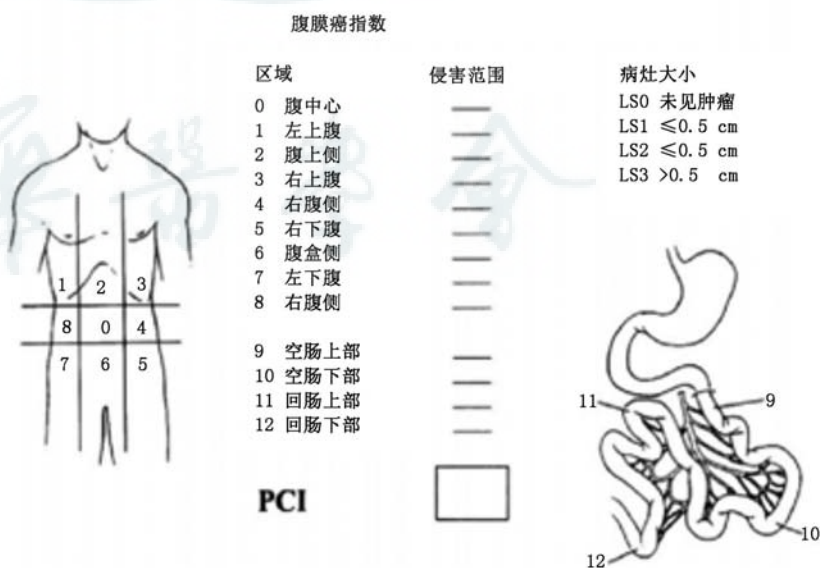 腹膜癌指数
区域
0 腹中心
1 左上腹
2 腹上侧
3 右上腹
4 右腹侧
5 右下腹
6 腹盒侧
7 左下腹
8 右腹侧
9 空肠上部
10 空肠下部
11 回肠上部
12 回肠下部
PCI
侵害范围
病灶大小
LS0 未见肿瘤
LS1 ≤0.5 cm
LS2 ≤0.5 cm
LS3 >0.5 cm
1 2 3
8 0 4
7 6 5
11 9
10
12